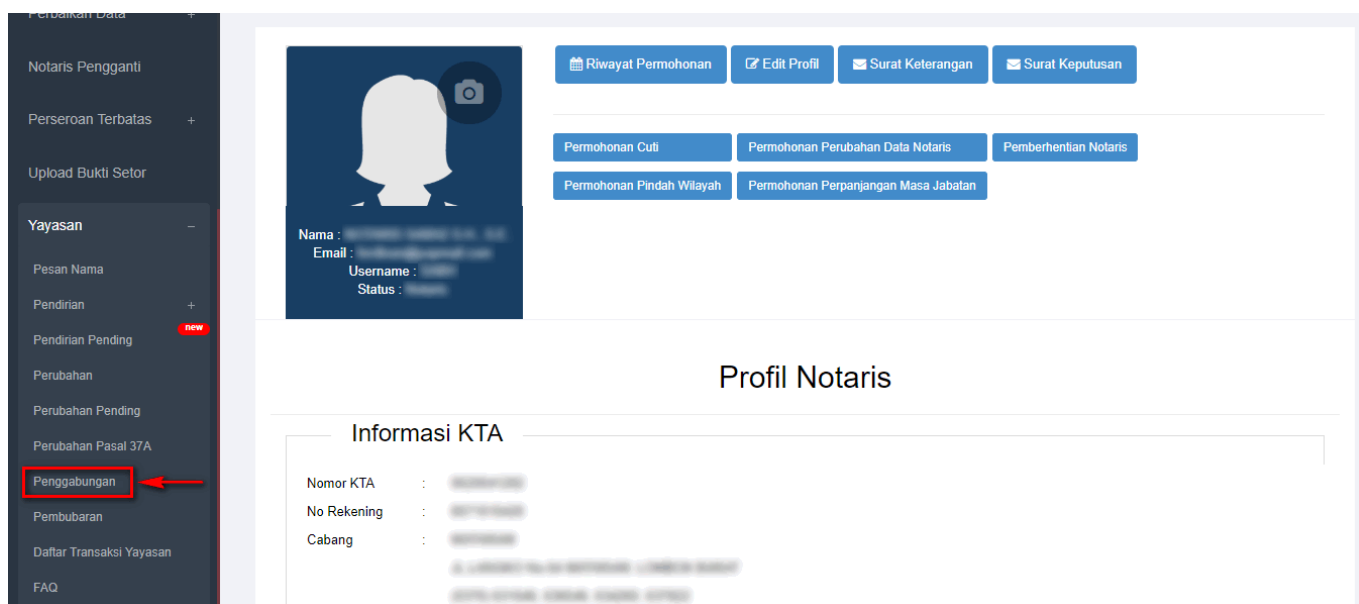 Perbaikan Data +
Notaris Pengganti
Perseroan Terbatas +
Upload Bukti Setor
Yayasan −
Pesan Nama
Pendirian +
new
Pendirian Pending
Perubahan
Perubahan Pending
Perubahan Pasal 37A
Penggabungan
Pembubaran
Daftar Transaksi Yayasan
FAQ
Riwayat Permohonan Edit Profil Surat Keterangan Surat Keputusan
Permohonan Cuti Permohonan Perubahan Data Notaris Pemberhentian Notaris
Permohonan Pindah Wilayah Permohonan Perpanjangan Masa Jabatan
Nama :
Email :
Username :
Status :
Profil Notaris
Informasi KTA
Nomor KTA :
No Rekening :
Cabang :